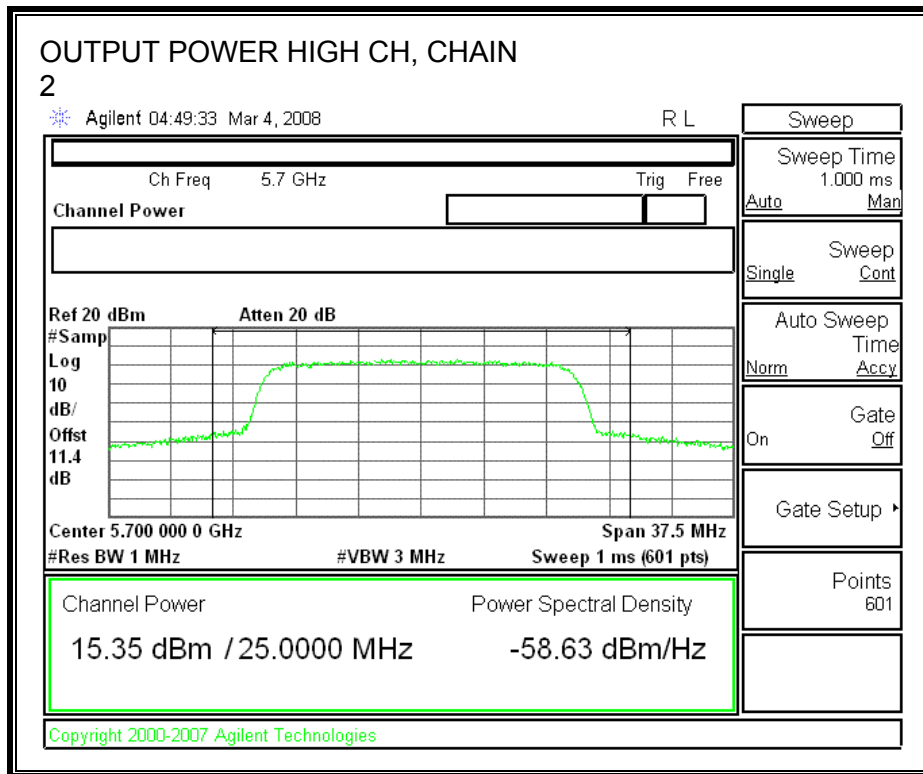 OUTPUT POWER HIGH CH, CHAIN
2
Agilent 04:49:33 Mar 4, 2008 R L
Ch Freq 5.7 GHz Trig Free
Channel Power
Ref 20 dBm Atten 20 dB
#Samp
Log
10
dB/
Offst
11.4
dB
Center 5.700 000 0 GHz Span 37.5 MHz
#Res BW 1 MHz #VBW 3 MHz Sweep 1 ms (601 pts)
Channel Power Power Spectral Density
15.35 dBm / 25.0000 MHz -58.63 dBm/Hz
Copyright 2000-2007 Agilent Technologies
Sweep
Sweep Time
1.000 ms
Auto Man
Sweep
Single Cont
Auto Sweep
Time
Norm Accy
Gate
On Off
Gate Setup
Points
601